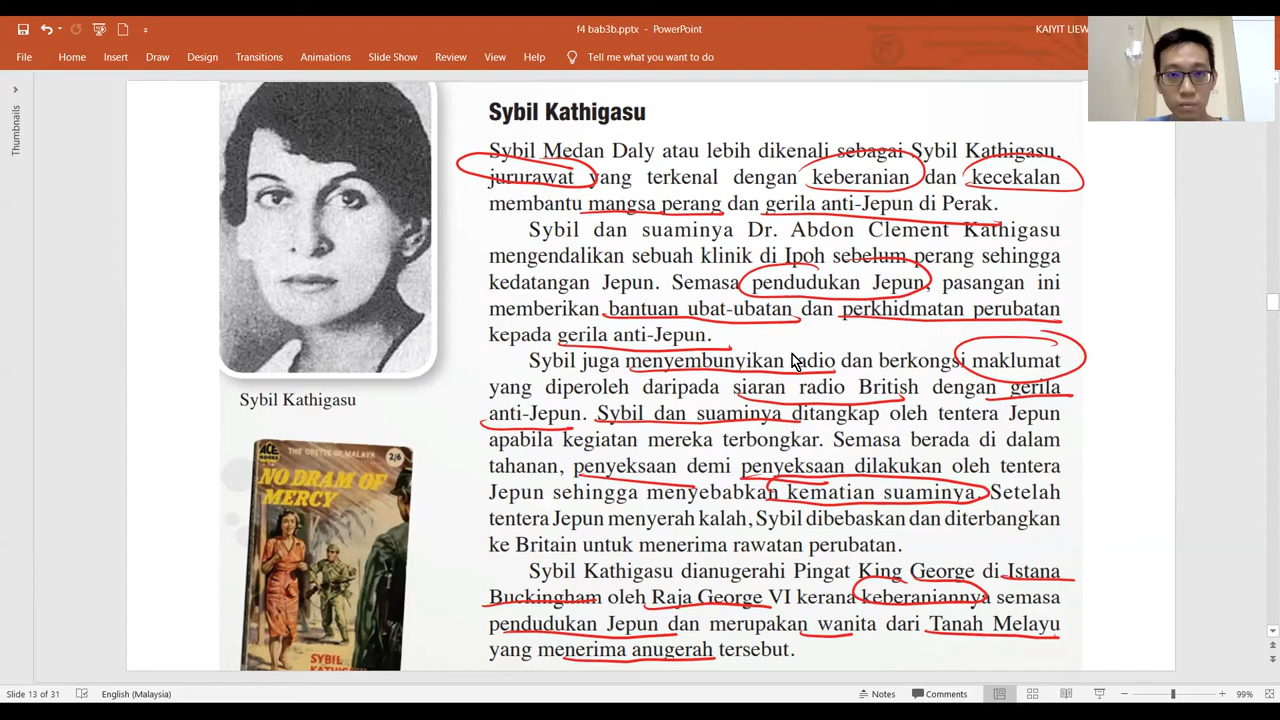 f4 bab3b.pptx - PowerPoint
KAIYIT LIEW
File Home Insert Draw Design Transitions Animations Slide Show Review View Help Tell me what you want to do
Thumbnails
Sybil Kathigasu
Sybil Medan Daly atau lebih dikenali sebagai Sybil Kathigasu,
jururawat yang terkenal dengan keberanian dan kecekalan
membantu mangsa perang dan gerila anti-Jepun di Perak.
Sybil dan suaminya Dr. Abdon Clement Kathigasu
mengendalikan sebuah klinik di Ipoh sebelum perang sehingga
kedatangan Jepun. Semasa pendudukan Jepun, pasangan ini
memberikan bantuan ubat-ubatan dan perkhidmatan perubatan
kepada gerila anti-Jepun.
Sybil juga menyembunyikan radio dan berkongsi maklumat
yang diperoleh daripada siaran radio British dengan gerila
anti-Jepun. Sybil dan suaminya ditangkap oleh tentera Jepun
apabila kegiatan mereka terbongkar. Semasa berada di dalam
tahanan, penyeksaan demi penyeksaan dilakukan oleh tentera
Jepun sehingga menyebabkan kematian suaminya. Setelah
tentera Jepun menyerah kalah, Sybil dibebaskan dan diterbangkan
ke Britain untuk menerima rawatan perubatan.
Sybil Kathigasu dianugerahi Pingat King George di Istana
Buckingham oleh Raja George VI kerana keberaniannya semasa
pendudukan Jepun dan merupakan wanita dari Tanah Melayu
yang menerima anugerah tersebut.
Sybil Kathigasu
ACE
BOOKS
THE ODETTE OF MALAYA
2/6
NO DRAM OF
MERCY
SYBIL
Slide 13 of 31
English (Malaysia)
Notes
Comments
99%